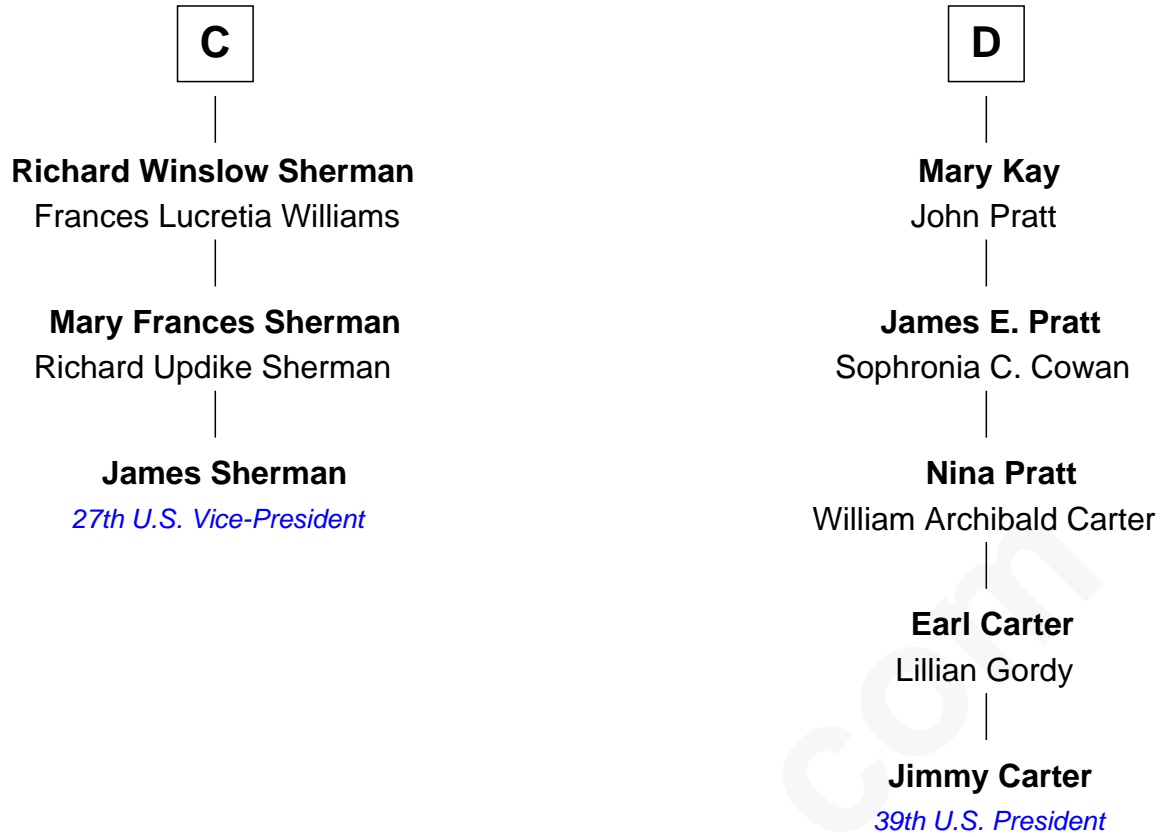 C
Richard Winslow Sherman
Frances Lucretia Williams
Mary Frances Sherman
Richard Updike Sherman
James Sherman
27th U.S. Vice-President
D
Mary Kay
John Pratt
James E. Pratt
Sophronia C. Cowan
Nina Pratt
William Archibald Carter
Earl Carter
Lillian Gordy
Jimmy Carter
39th U.S. President
com